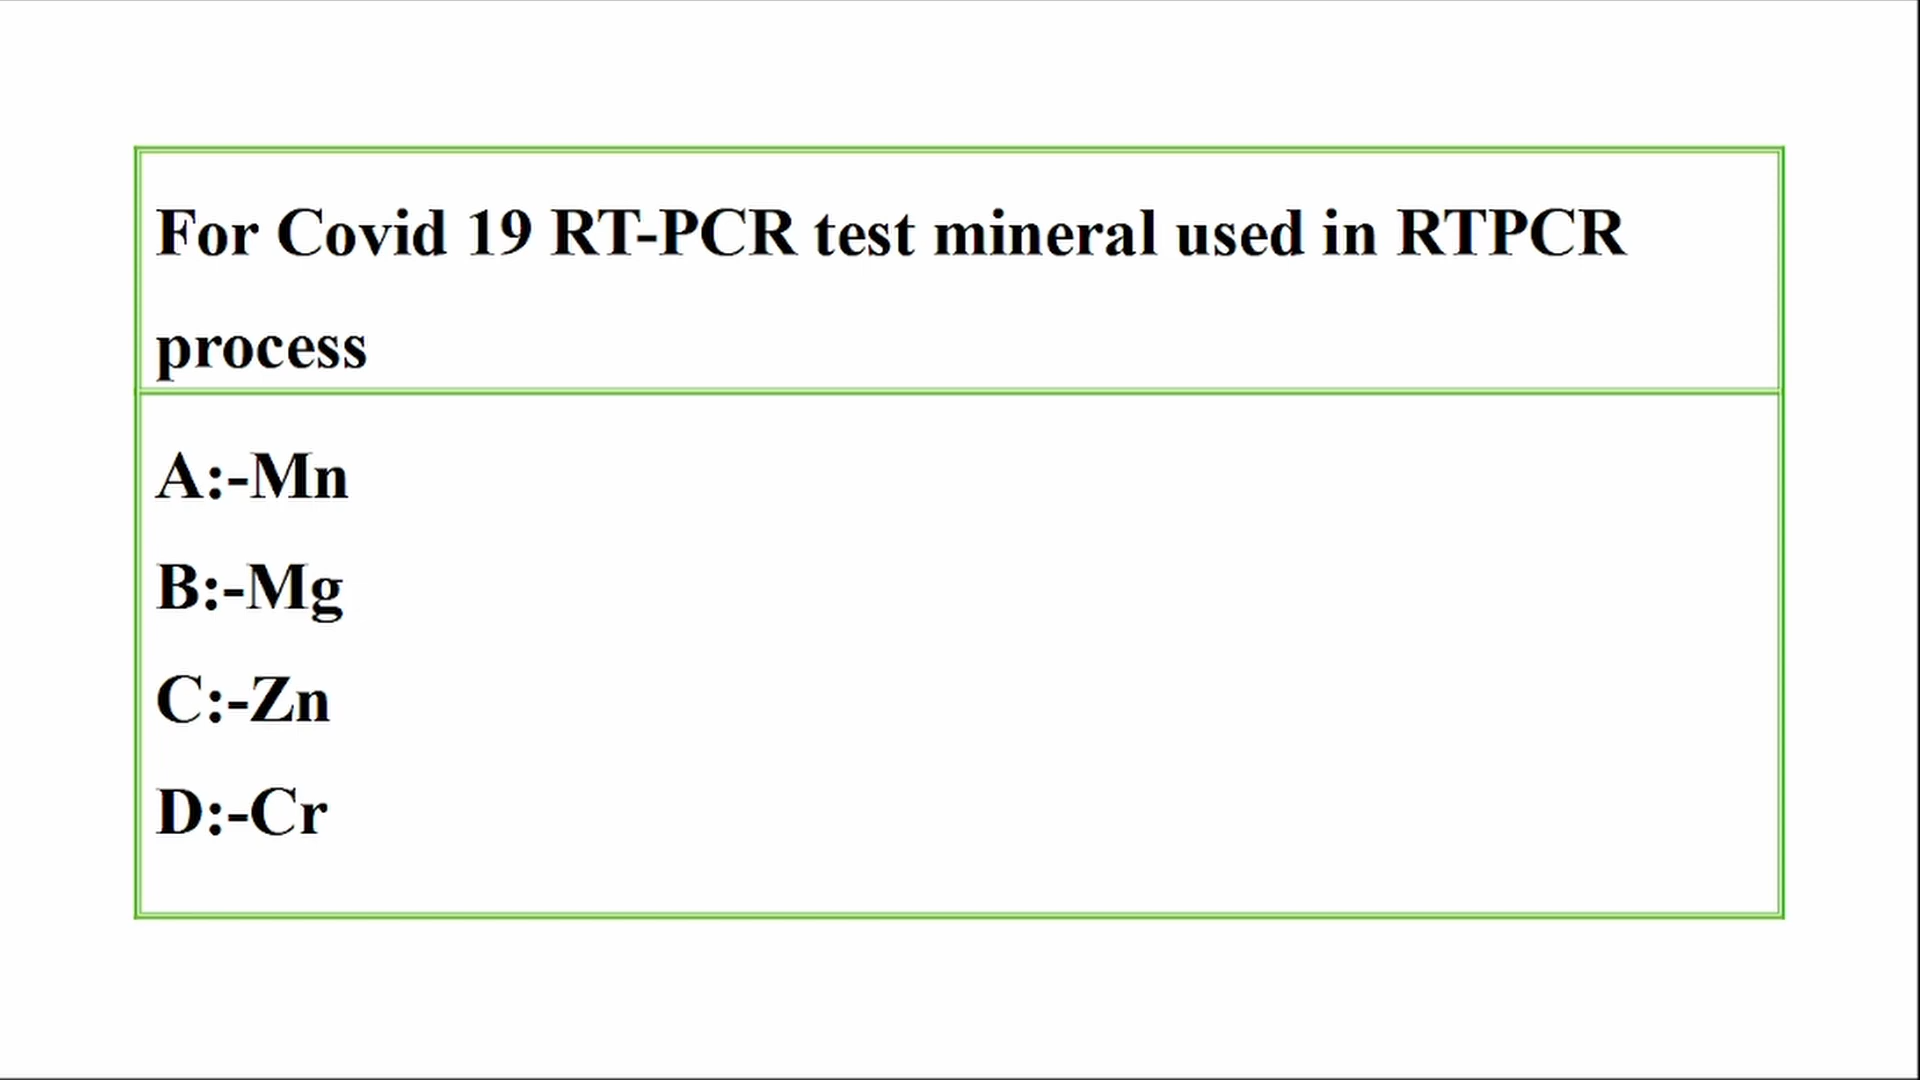 For Covid 19 RT-PCR test mineral used in RTPCR
process
A:-Mn
B:-Mg
C:-Zn
D:-Cr